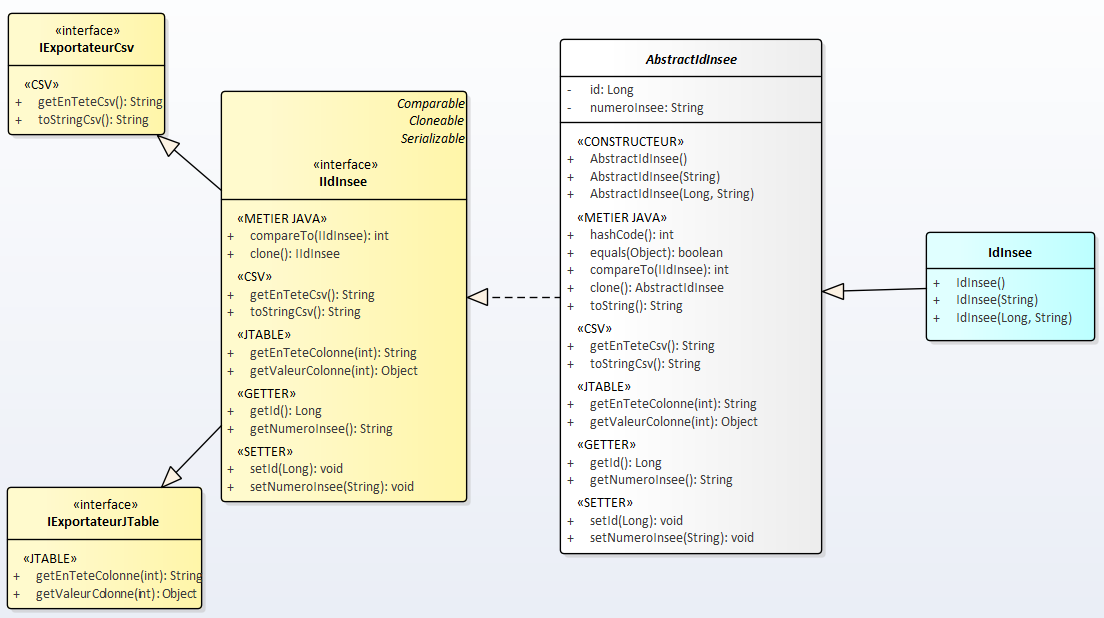 «interface»
IExportateurCsv
«CSV»
+ getEnTeteCsv(): String
+ toStringCsv(): String
Comparable
Cloneable
Serializable
«interface»
IIdInsee
«METIER JAVA»
+ compareTo(IIdInsee): int
+ clone(): IIdInsee
«CSV»
+ getEnTeteCsv(): String
+ toStringCsv(): String
«JTABLE»
+ getEnTeteColonne(int): String
+ getValeurColonne(int): Object
«GETTER»
+ getId(): Long
+ getNumeroInsee(): String
«SETTER»
+ setId(Long): void
+ setNumeroInsee(String): void
«interface»
IExportateurJTable
«JTABLE»
+ getEnTeteColonne(int): String
+ getValeurColonne(int): Object
AbstractIdInsee
- id: Long
- numeroInsee: String
«CONSTRUCTEUR»
+ AbstractIdInsee()
+ AbstractIdInsee(String)
+ AbstractIdInsee(Long, String)
«METIER JAVA»
+ hashCode(): int
+ equals(Object): boolean
+ compareTo(IIdInsee): int
+ clone(): AbstractIdInsee
+ toString(): String
«CSV»
+ getEnTeteCsv(): String
+ toStringCsv(): String
«JTABLE»
+ getEnTeteColonne(int): String
+ getValeurColonne(int): Object
«GETTER»
+ getId(): Long
+ getNumeroInsee(): String
«SETTER»
+ setId(Long): void
+ setNumeroInsee(String): void
IdInsee
+ IdInsee()
+ IdInsee(String)
+ IdInsee(Long, String)